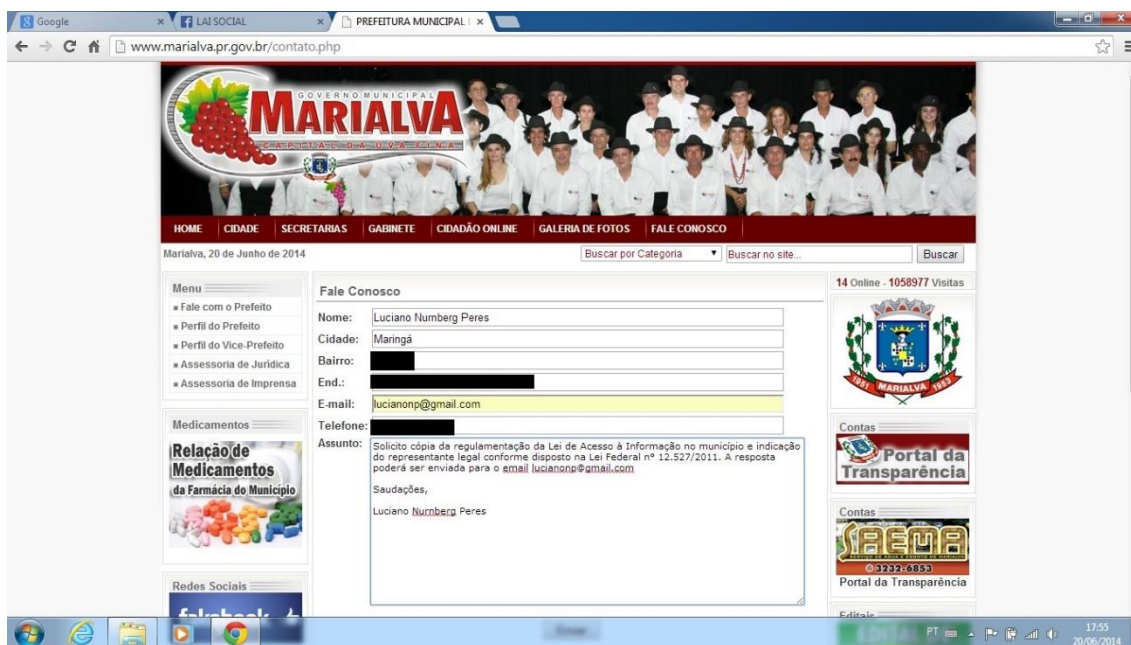 Google
LAI SOCIAL
PREFEITURA MUNICIPAL
www.marialva.pr.gov.br/contato.php
GOVERNO MUNICIPAL
MARIALVA
CAPITAL DA UVA FINA
HOME CIDADE SECRETARIAS GABINETE CIDADÃO ONLINE GALERIA DE FOTOS FALE CONOSCO
Marialva, 20 de Junho de 2014
Buscar por Categoria
Buscar no site...
Buscar
Menu
Fale com o Prefeito
Perfil do Prefeito
Perfil do Vice-Prefeito
Assessoria de Jurídica
Assessoria de Imprensa
Medicamentos
Relação de
Medicamentos
da Farmácia do Município
Redes Sociais
Fale Conosco
Nome: Luciano Nurnberg Peres
Cidade: Maringá
Bairro:
End.:
E-mail: lucianonp@gmail.com
Telefone:
Assunto:
Solicito cópia da regulamentação da Lei de Acesso à Informação no município e indicação
do representante legal conforme disposto na Lei Federal nº 12.527/2011. A resposta
poderá ser enviada para o email lucianonp@gmail.com
Saudações,
Luciano Nurnberg Peres
14 Online - 1058977 Visitas
1951 MARIALVA 1953
Contas
Portal da
Transparência
Contas
SAEMA
SERVIÇO DE ÁGUA E ESGOTO DE MARIALVA
3232-6853
Portal da Transparência
Editais
PT
17:55
20/06/2014